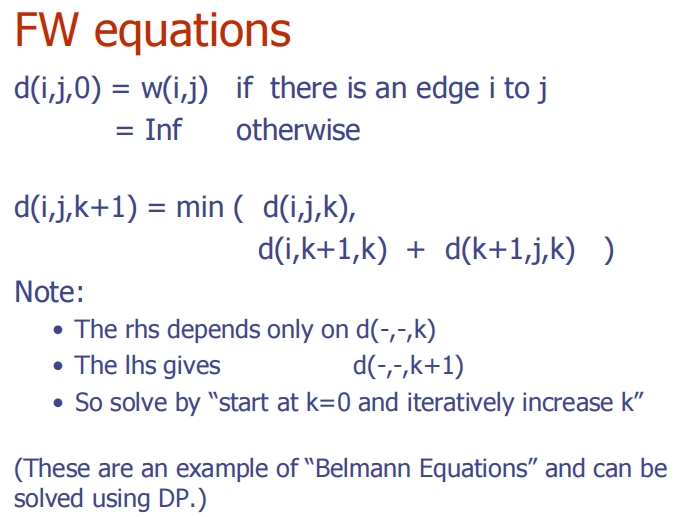 FW equations
d(i,j,0) = w(i,j) if there is an edge i to j
= Inf otherwise
d(i,j,k+1) = min ( d(i,j,k),
d(i,k+1,k) + d(k+1,j,k) )
Note:
• The rhs depends only on d(-,-,k)
• The lhs gives d(-,-,k+1)
• So solve by “start at k=0 and iteratively increase k”
(These are an example of “Belmann Equations” and can be
solved using DP.)